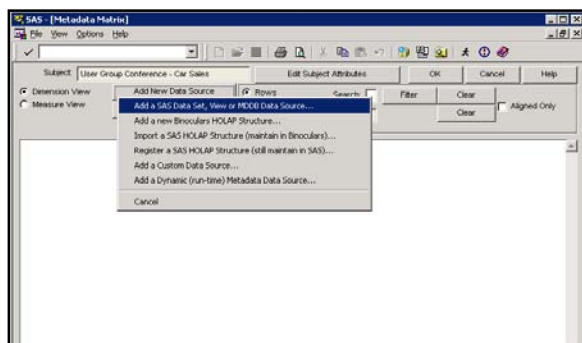 SAS - [Metadata Matrix]
File View Options Help
Subject: User Group Conference - Car Sales Edit Subject Attributes OK Cancel Help
Dimension View Add New Data Source Rows Search Filter Clear
Measure View Add a SAS Data Set, View or MDDB Data Source... Clear Aligned Only
Add a new Binoculars HOLAP Structure...
Import a SAS HOLAP Structure (maintain in Binoculars)...
Register a SAS HOLAP Structure (still maintain in SAS)...
Add a Custom Data Source...
Add a Dynamic (run-time) Metadata Data Source...
Cancel